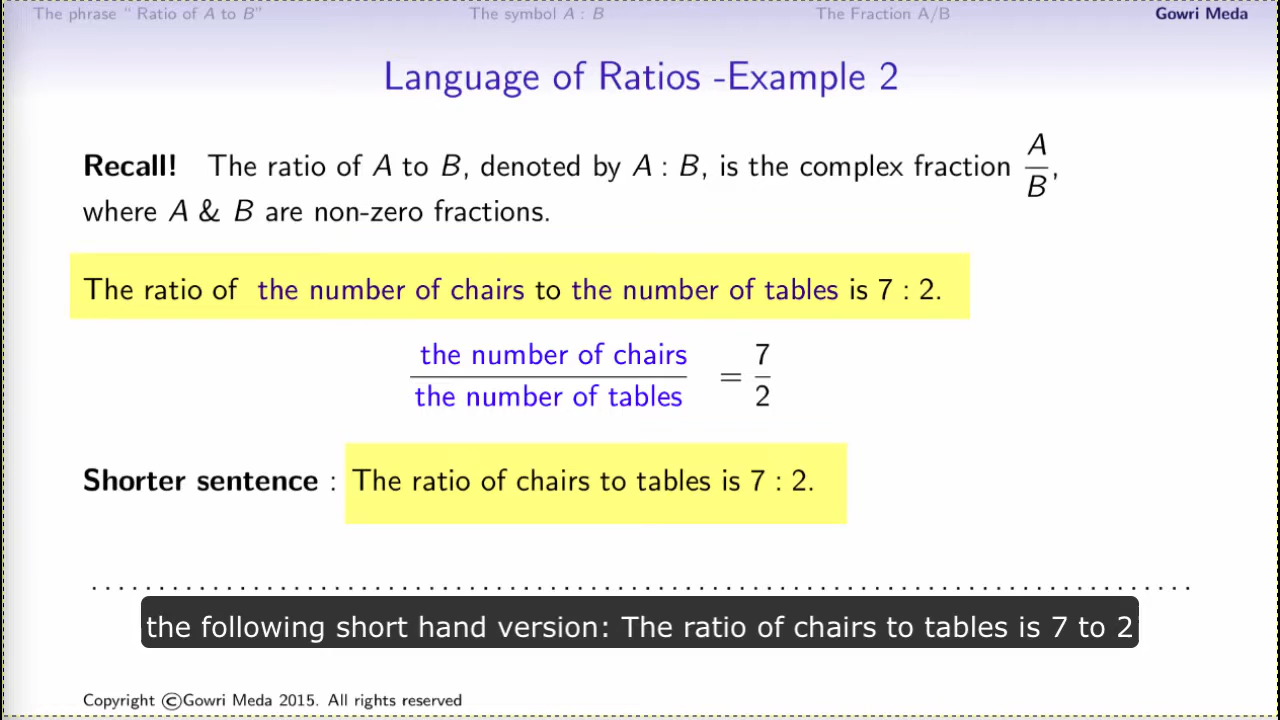 The phrase “ Ratio of A to B” The symbol A : B The Fraction A/B Gowri Meda
Language of Ratios -Example 2
Recall! The ratio of A to B, denoted by A : B, is the complex fraction A/B,
where A & B are non-zero fractions.
The ratio of the number of chairs to the number of tables is 7 : 2.
the number of chairs / the number of tables = 7/2
Shorter sentence : The ratio of chairs to tables is 7 : 2.
the following short hand version: The ratio of chairs to tables is 7 to 2
Copyright ©Gowri Meda 2015. All rights reserved